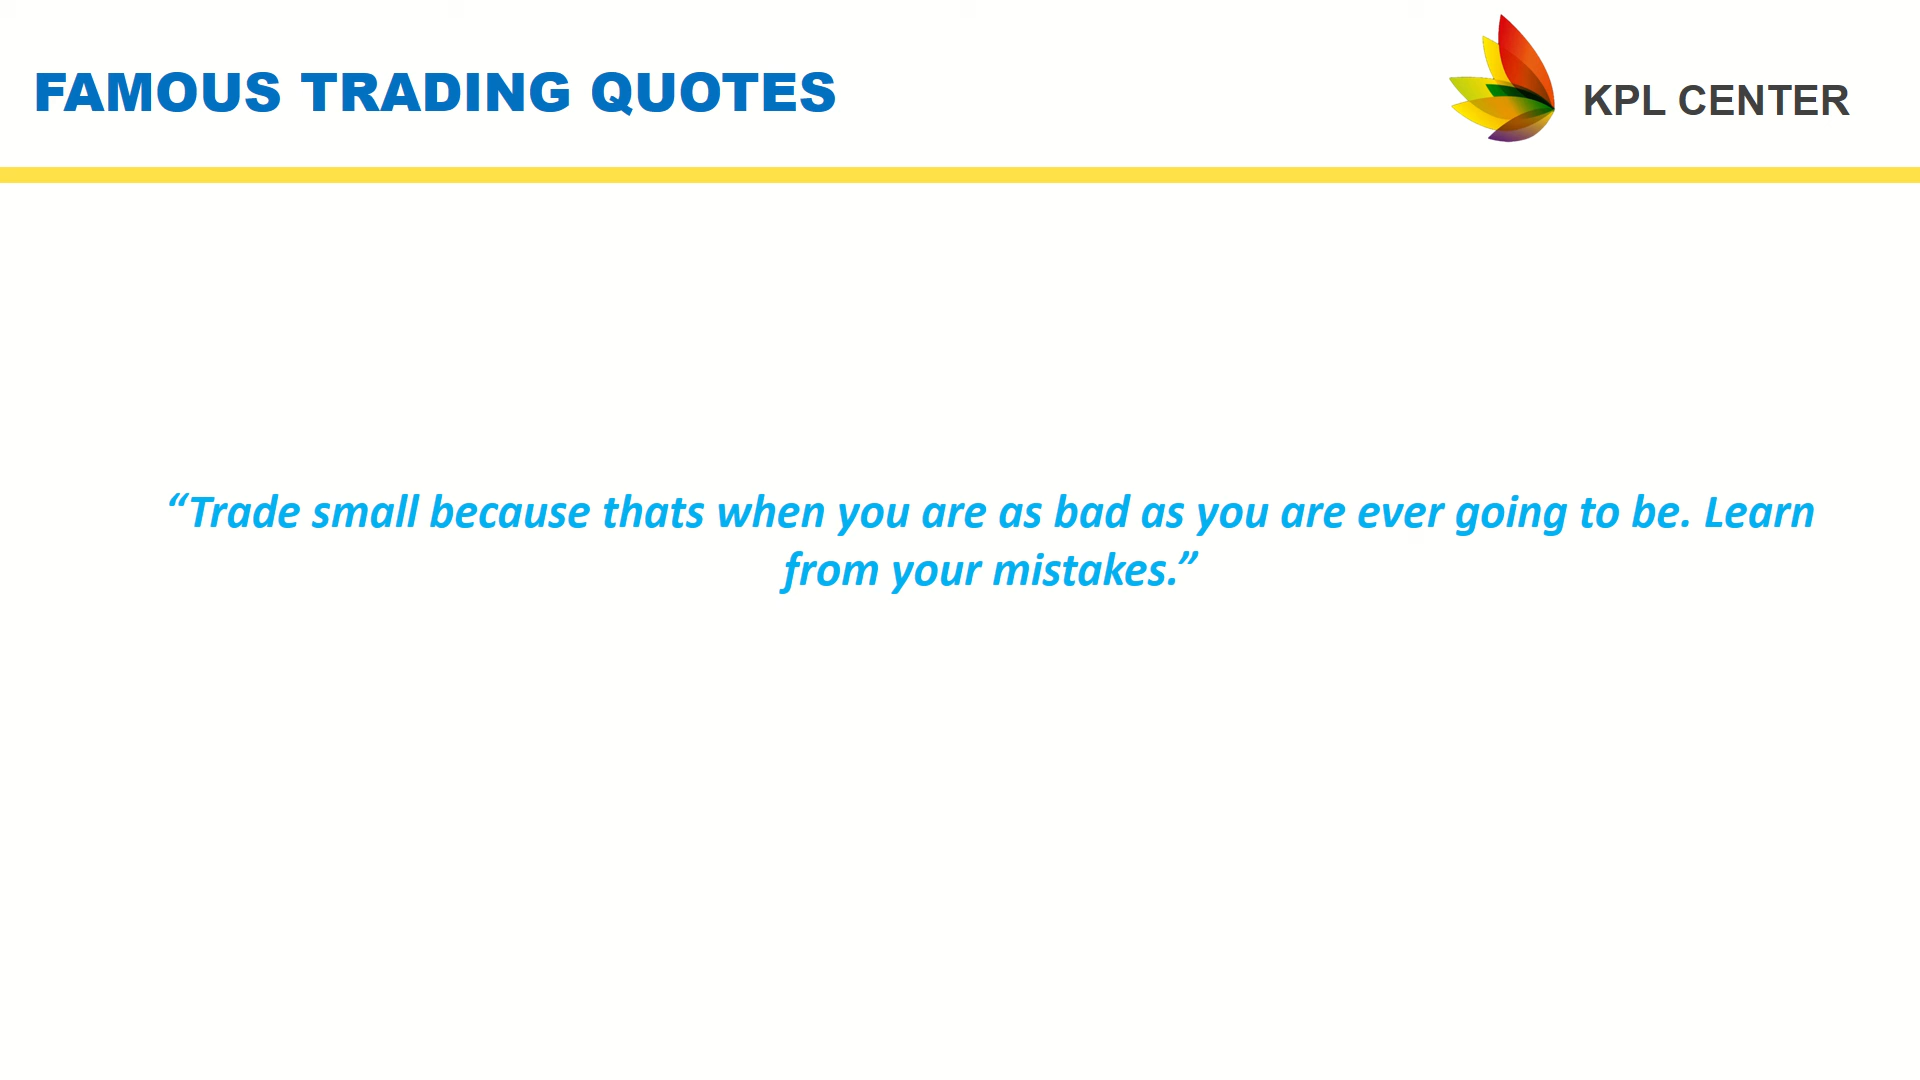 FAMOUS TRADING QUOTES
KPL CENTER
“Trade small because thats when you are as bad as you are ever going to be. Learn
from your mistakes.”